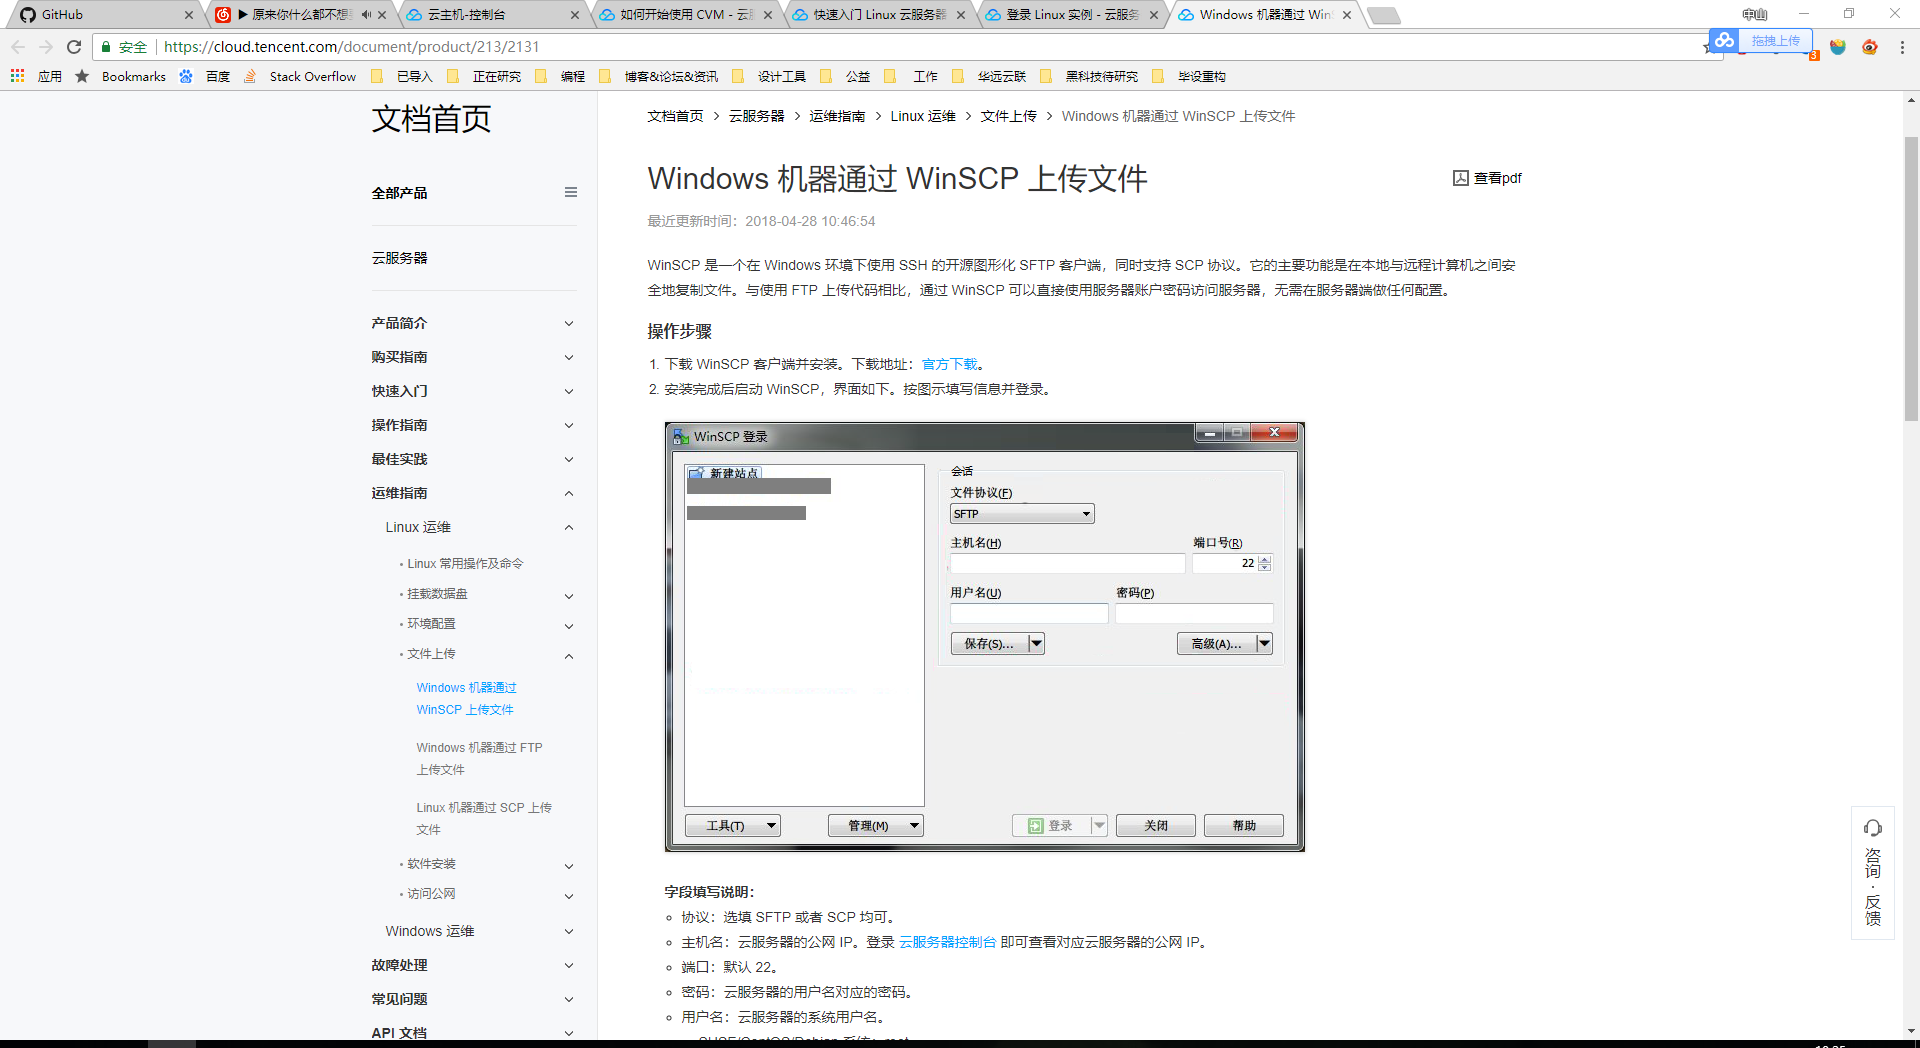 GitHub
▶ 原来你什么都不想
云主机-控制台
如何开始使用 CVM - 云
快速入门 Linux 云服务器
登录 Linux 实例 - 云服务
Windows 机器通过 Win
中山
安全
https://cloud.tencent.com/document/product/213/2131
拖拽上传
3
应用
Bookmarks
百度
Stack Overflow
已导入
正在研究
编程
博客&论坛&资讯
设计工具
公益
工作
华远云联
黑科技待研究
毕设重构
文档首页
全部产品
云服务器
产品简介
购买指南
快速入门
操作指南
最佳实践
运维指南
Linux 运维
• Linux 常用操作及命令
• 挂载数据盘
• 环境配置
• 文件上传
Windows 机器通过
WinSCP 上传文件
Windows 机器通过 FTP
上传文件
Linux 机器通过 SCP 上传
文件
• 软件安装
• 访问公网
Windows 运维
故障处理
常见问题
API 文档
文档首页 > 云服务器 > 运维指南 > Linux 运维 > 文件上传 > Windows 机器通过 WinSCP 上传文件
Windows 机器通过 WinSCP 上传文件
查看pdf
最近更新时间：2018-04-28 10:46:54
WinSCP 是一个在 Windows 环境下使用 SSH 的开源图形化 SFTP 客户端，同时支持 SCP 协议。它的主要功能是在本地与远程计算机之间安
全地复制文件。与使用 FTP 上传代码相比，通过 WinSCP 可以直接使用服务器账户密码访问服务器，无需在服务器端做任何配置。
操作步骤
1. 下载 WinSCP 客户端并安装。下载地址：官方下载。
2. 安装完成后启动 WinSCP，界面如下。按图示填写信息并登录。
WinSCP 登录
新建站点
会话
文件协议(F)
SFTP
主机名(H)
端口号(R)
22
用户名(U)
密码(P)
保存(S)...
高级(A)...
工具(T)
管理(M)
登录
关闭
帮助
字段填写说明：
协议：选填 SFTP 或者 SCP 均可。
主机名：云服务器的公网 IP。登录 云服务器控制台 即可查看对应云服务器的公网 IP。
端口：默认 22。
密码：云服务器的用户名对应的密码。
用户名：云服务器的系统用户名。
SUSE/CentOS/Debian 系统：root
咨询·反馈